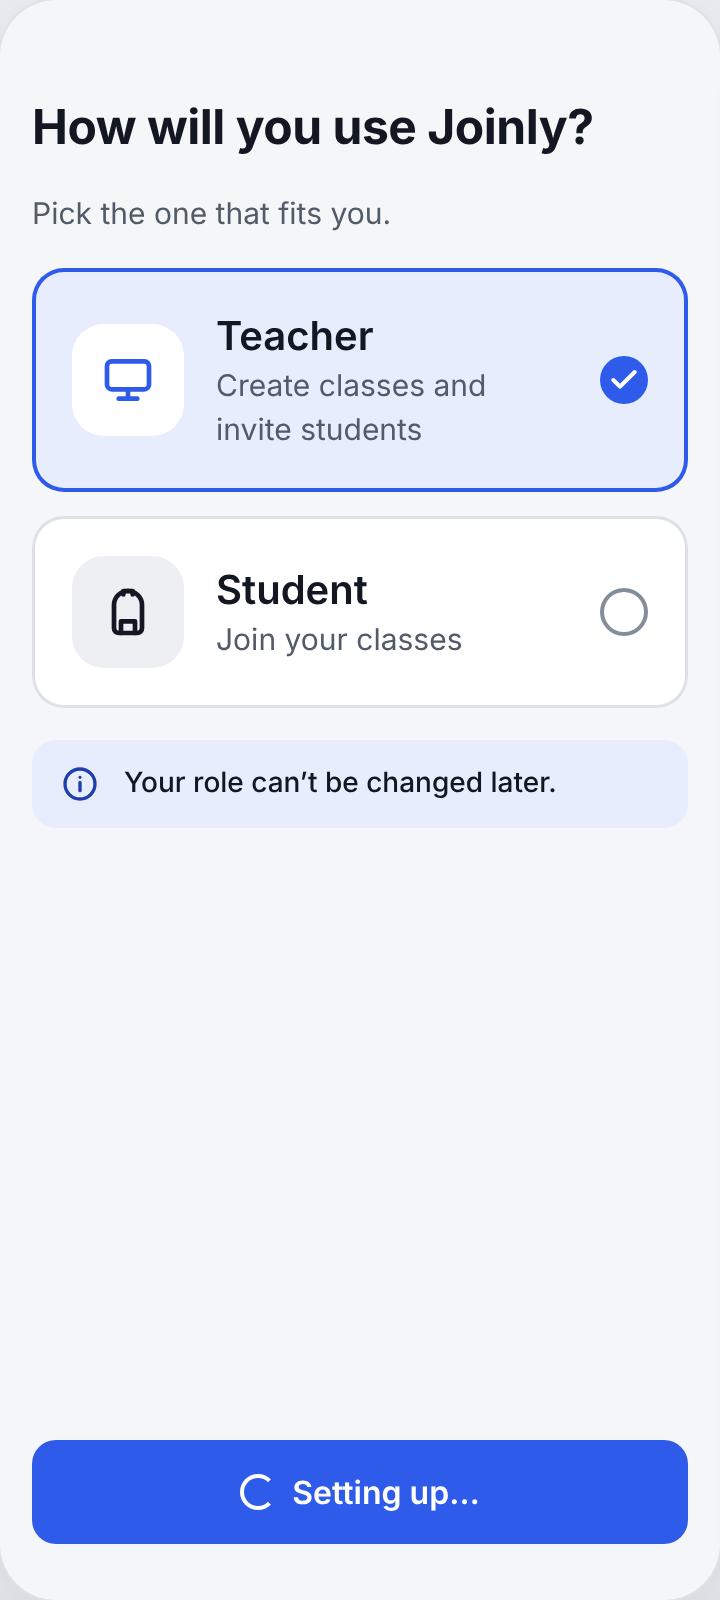 How will you use Joinly?
Pick the one that fits you.
Teacher
Create classes and
invite students
Student
Join your classes
Your role can’t be changed later.
Setting up...